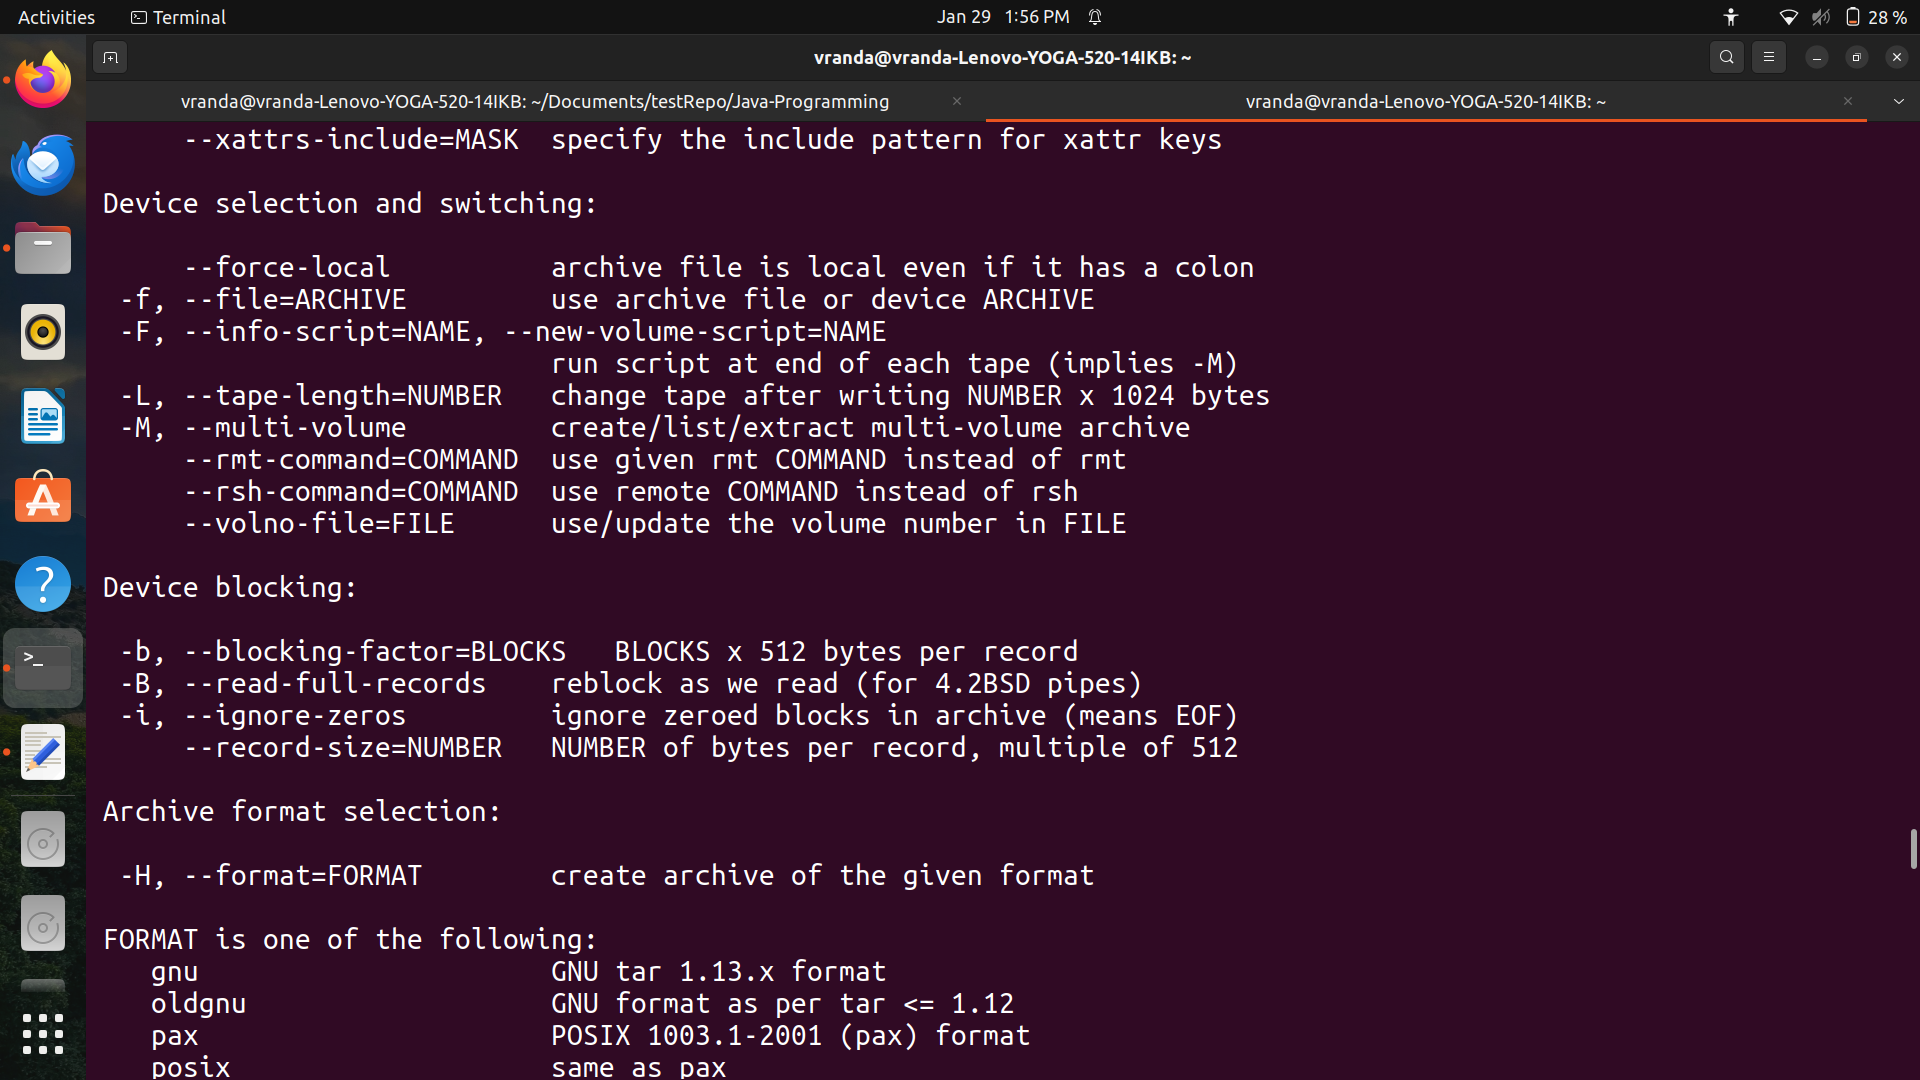 Activities Terminal Jan 29 1:56 PM 28 %
vranda@vranda-Lenovo-YOGA-520-14IKB: ~
vranda@vranda-Lenovo-YOGA-520-14IKB: ~/Documents/testRepo/Java-Programming × vranda@vranda-Lenovo-YOGA-520-14IKB: ~ ×
--xattrs-include=MASK specify the include pattern for xattr keys
Device selection and switching:
--force-local archive file is local even if it has a colon
-f, --file=ARCHIVE use archive file or device ARCHIVE
-F, --info-script=NAME, --new-volume-script=NAME
run script at end of each tape (implies -M)
-L, --tape-length=NUMBER change tape after writing NUMBER x 1024 bytes
-M, --multi-volume create/list/extract multi-volume archive
--rmt-command=COMMAND use given rmt COMMAND instead of rmt
--rsh-command=COMMAND use remote COMMAND instead of rsh
--volno-file=FILE use/update the volume number in FILE
Device blocking:
-b, --blocking-factor=BLOCKS BLOCKS x 512 bytes per record
-B, --read-full-records reblock as we read (for 4.2BSD pipes)
-i, --ignore-zeros ignore zeroed blocks in archive (means EOF)
--record-size=NUMBER NUMBER of bytes per record, multiple of 512
Archive format selection:
-H, --format=FORMAT create archive of the given format
FORMAT is one of the following:
gnu GNU tar 1.13.x format
oldgnu GNU format as per tar <= 1.12
pax POSIX 1003.1-2001 (pax) format
posix same as pax